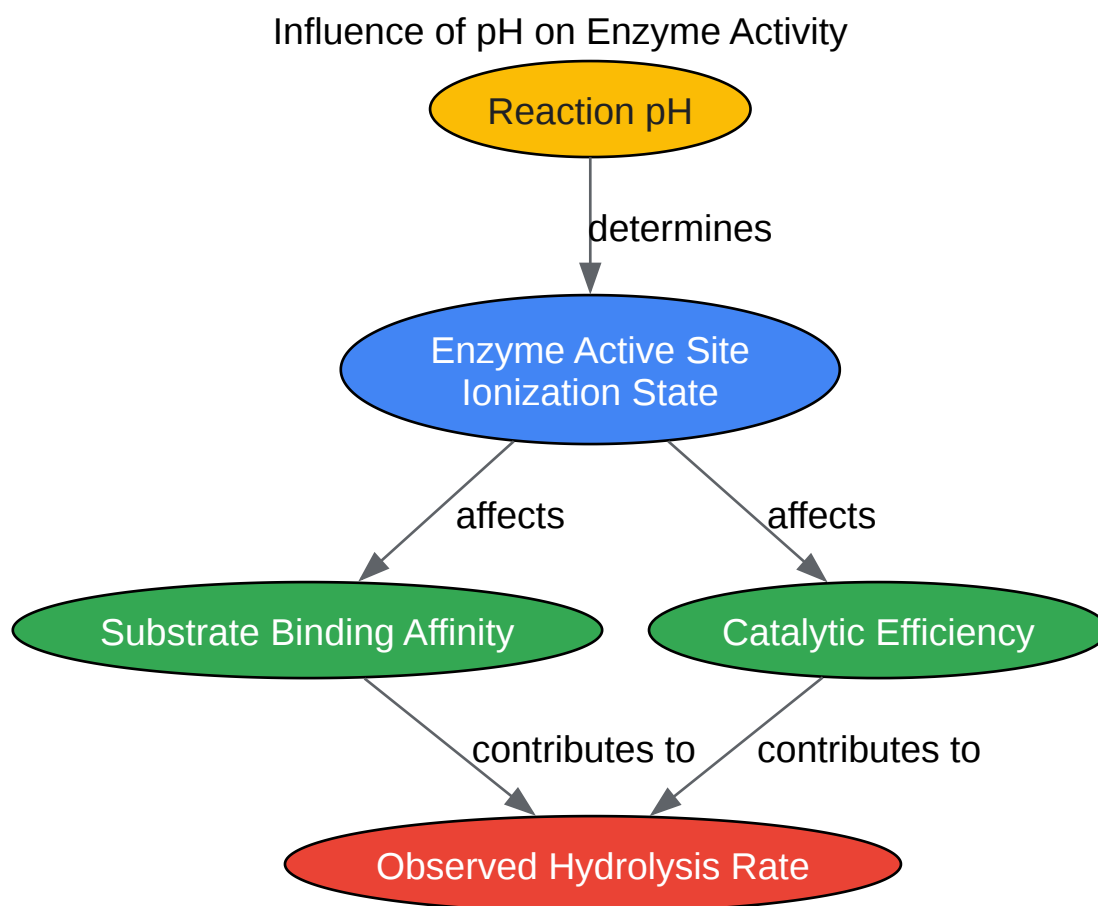 Influence of pH on Enzyme Activity
Reaction pH
determines
Enzyme Active Site
Ionization State
affects
affects
Substrate Binding Affinity
Catalytic Efficiency
contributes to
contributes to
Observed Hydrolysis Rate